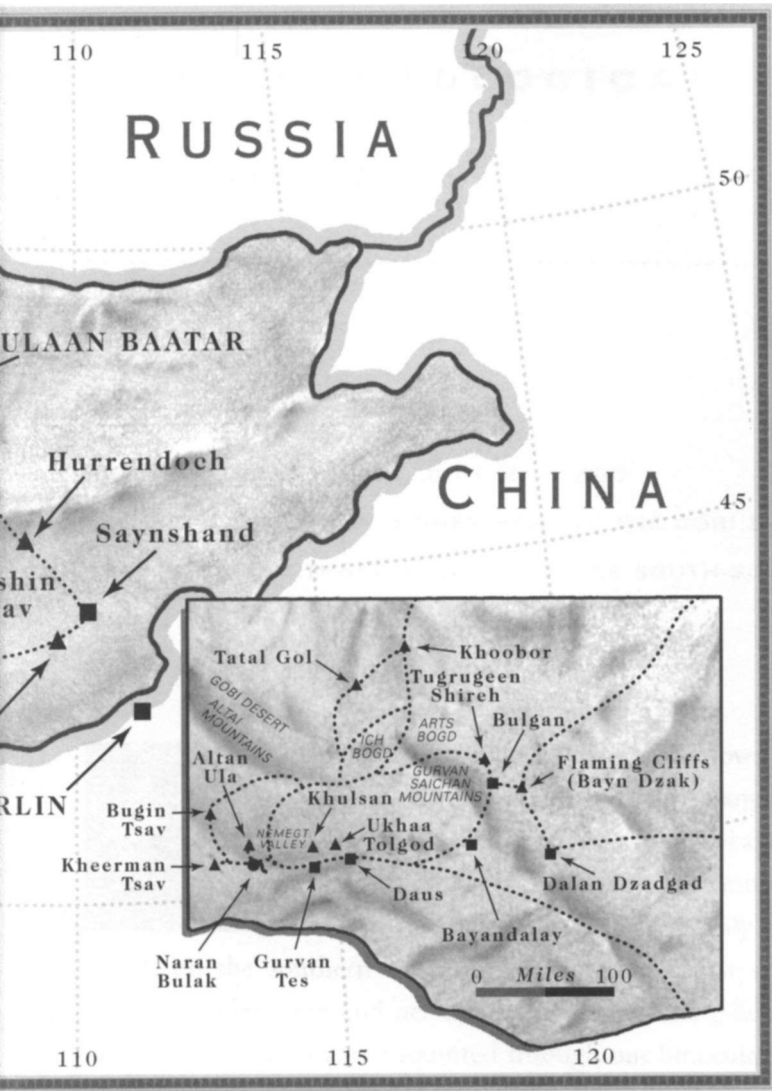 110 115 120 125
RUSSIA
50
ULAAN BAATAR
Hurrendoch
CHINA
45
Saynshand
shin
av
Tatal Gol
Khoobor
Tugrugeen
Shireh
GOBI DESERT
ALTAI
MOUNTAINS
ARTS
BOGD
Bulgan
ICH
BOGD
Altan
Ula
GURVAN
SAICHAN
MOUNTAINS
Flaming Cliffs
(Bayn Dzak)
RLIN
Bugin
Tsav
Khulsan
NEMEGT
VALLEY
Ukhaa
Tolgod
Kheerman
Tsav
Daus
Dalan Dzadgad
Bayandalay
Naran
Bulak
Gurvan
Tes
0 Miles 100
110 115 120